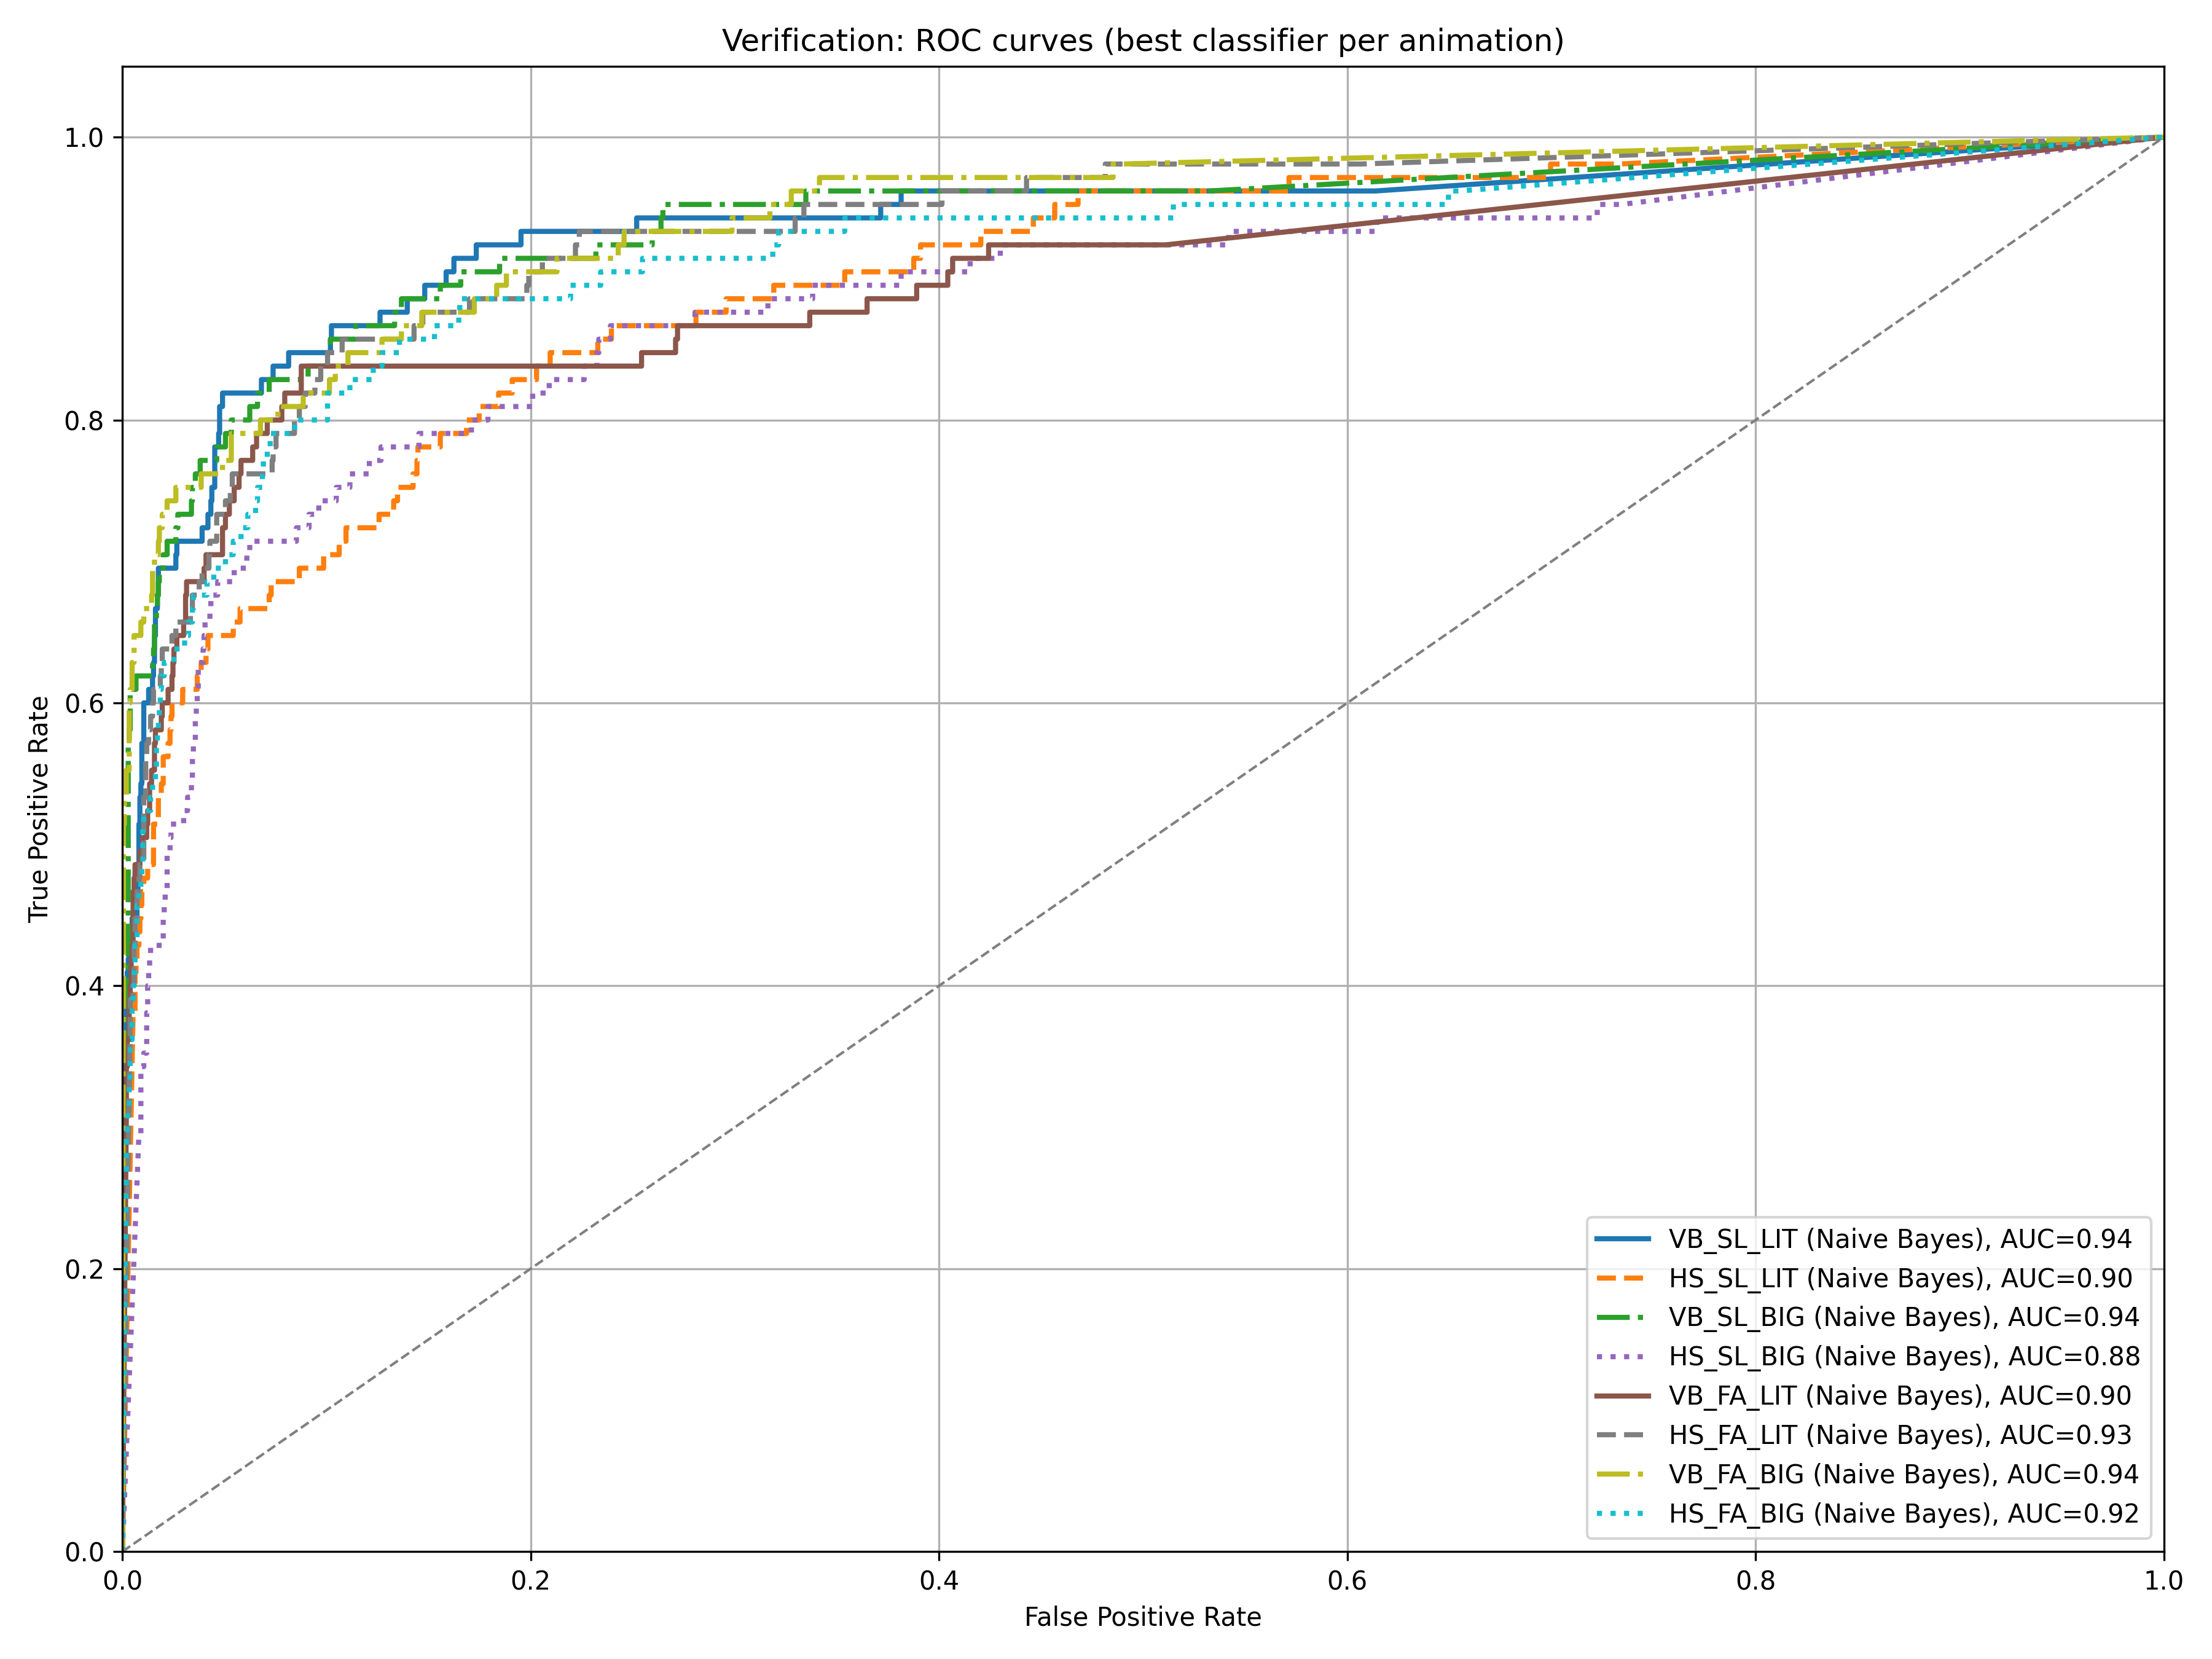 Verification: ROC curves (best classifier per animation)
1.0
0.8
0.6
0.4
0.2
0.0
True Positive Rate
0.0 0.2 0.4 0.6 0.8 1.0
False Positive Rate
VB_SL_LIT (Naive Bayes), AUC=0.94
HS_SL_LIT (Naive Bayes), AUC=0.90
VB_SL_BIG (Naive Bayes), AUC=0.94
HS_SL_BIG (Naive Bayes), AUC=0.88
VB_FA_LIT (Naive Bayes), AUC=0.90
HS_FA_LIT (Naive Bayes), AUC=0.93
VB_FA_BIG (Naive Bayes), AUC=0.94
HS_FA_BIG (Naive Bayes), AUC=0.92